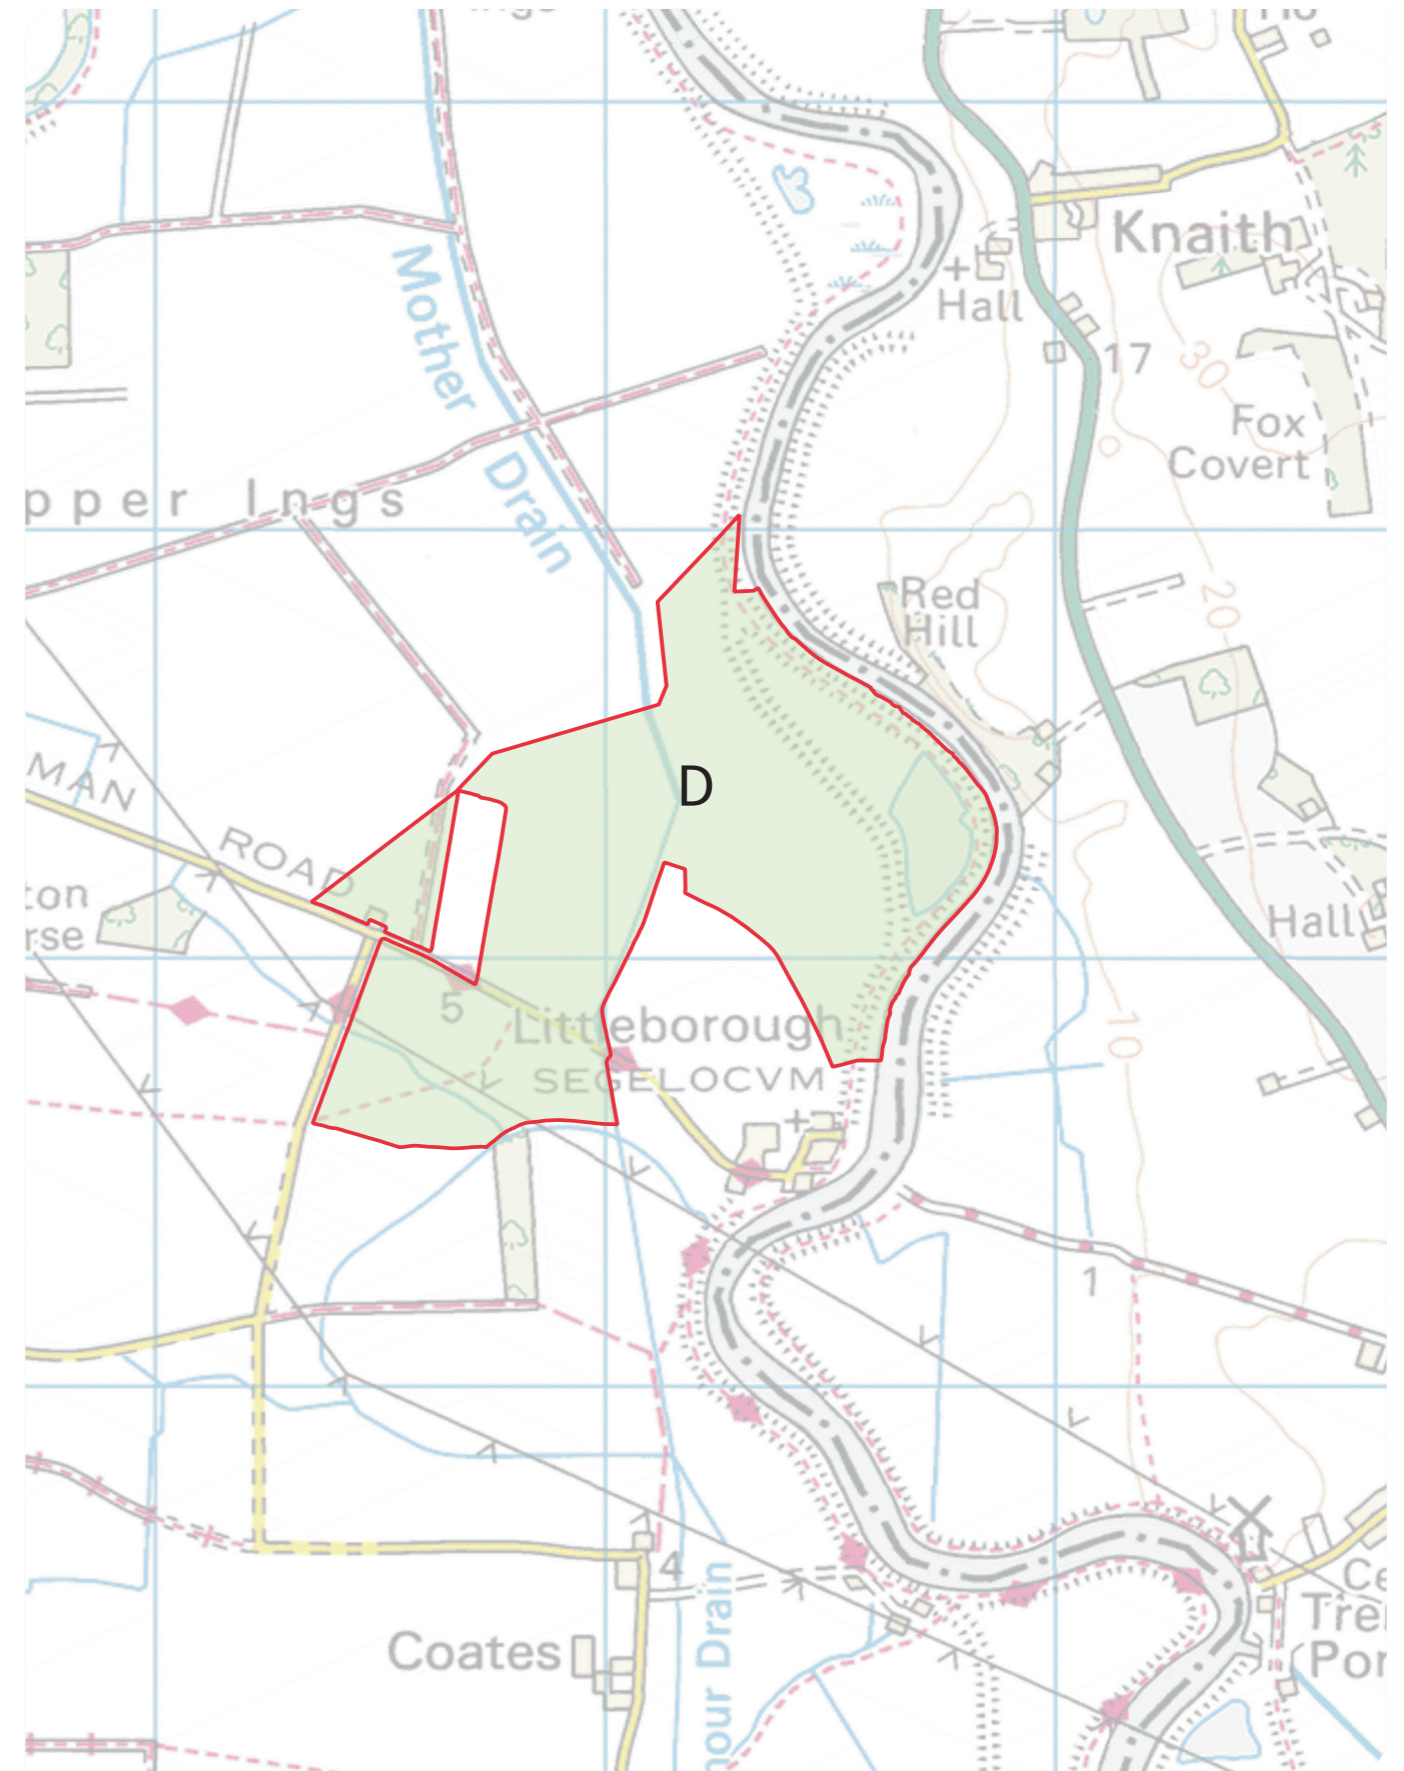 Knaith
Hall
17
30
Mother
Drain
Fox
Covert
pper Ings
Red
Hill
20
MAN
ROAD
D
ton
rse
Hall
5
Littleborough
SEGELOCVM
10
1
4
Coates
Drain
Ce
Tre
Por